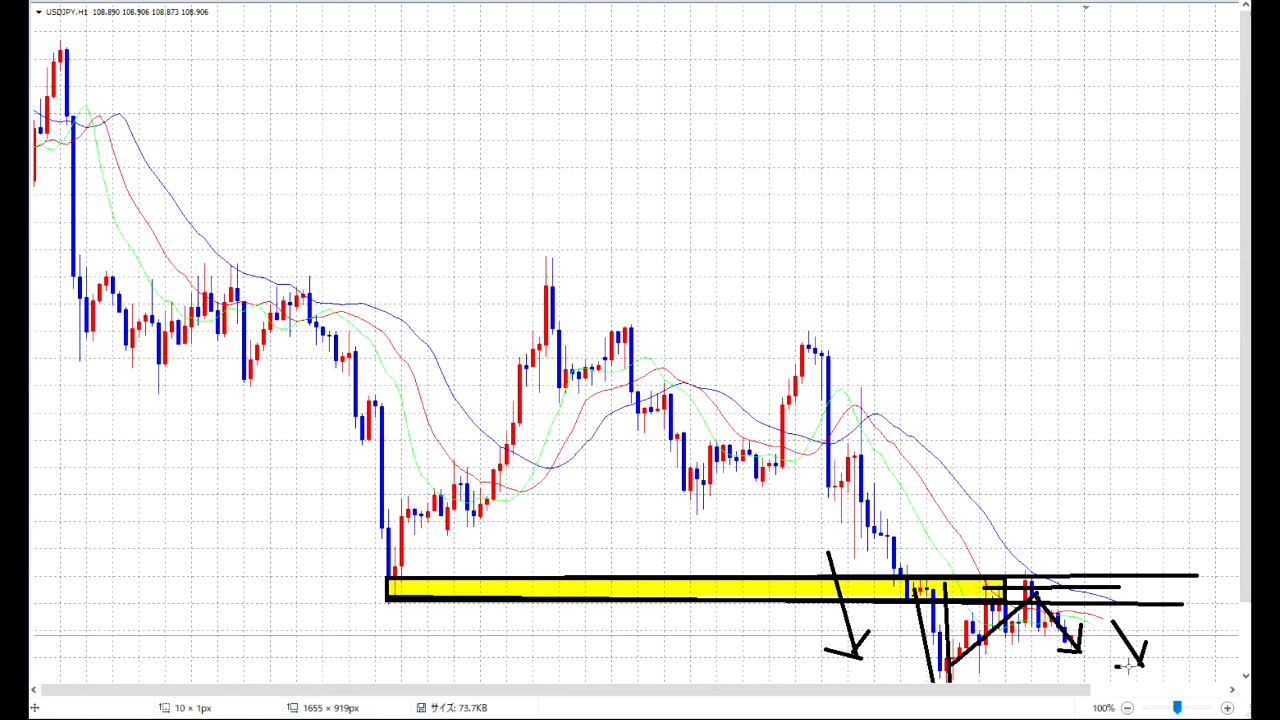 USDJPY,H1 108.890 108.906 108.873 108.906
10 × 1px
1655 × 919px
サイズ: 73.7KB
100%